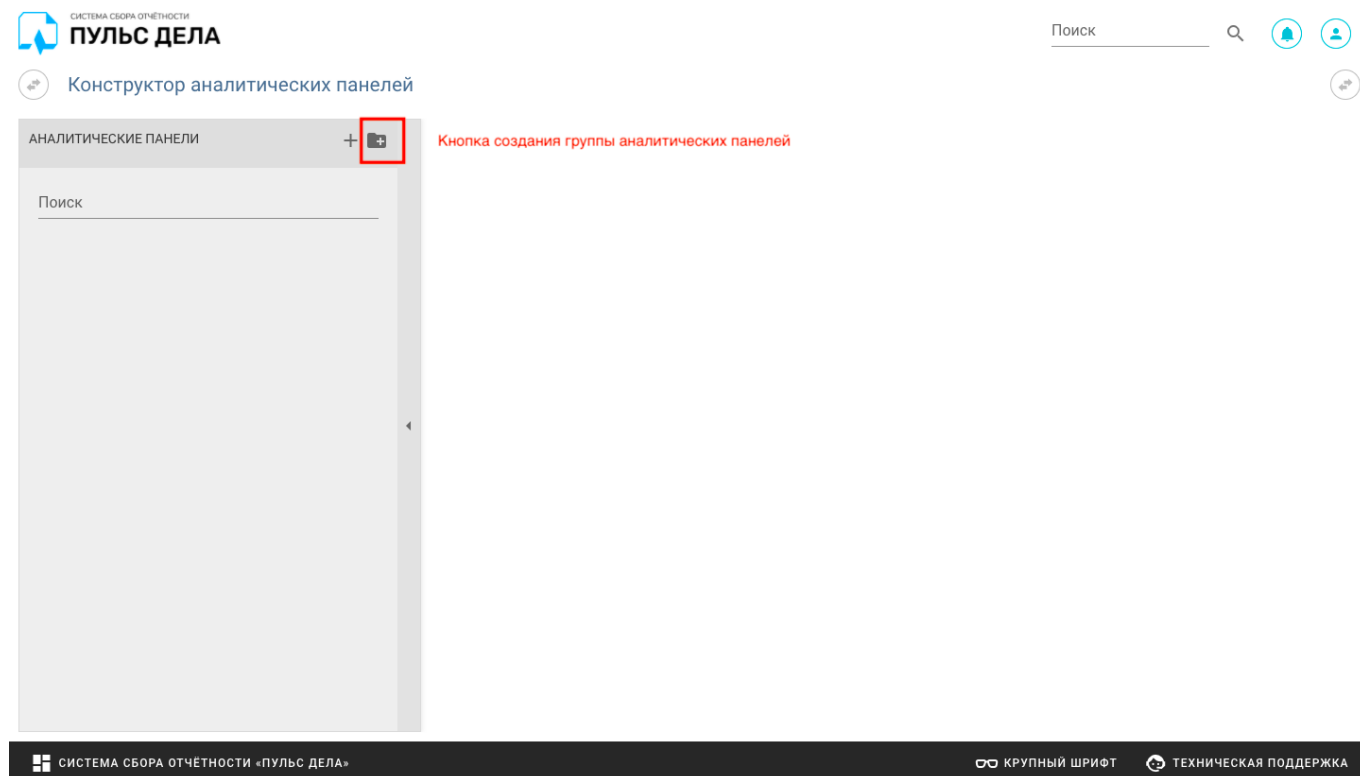 СИСТЕМА СБОРА ОТЧЁТНОСТИ
ПУЛЬС ДЕЛА
Поиск
Конструктор аналитических панелей
АНАЛИТИЧЕСКИЕ ПАНЕЛИ
Кнопка создания группы аналитических панелей
Поиск
СИСТЕМА СБОРА ОТЧЁТНОСТИ «ПУЛЬС ДЕЛА»
КРУПНЫЙ ШРИФТ
ТЕХНИЧЕСКАЯ ПОДДЕРЖКА